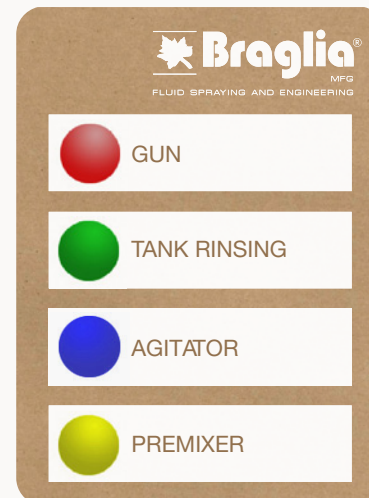 Braglia®
MFG
FLUID SPRAYING AND ENGINEERING
GUN
TANK RINSING
AGITATOR
PREMIXER